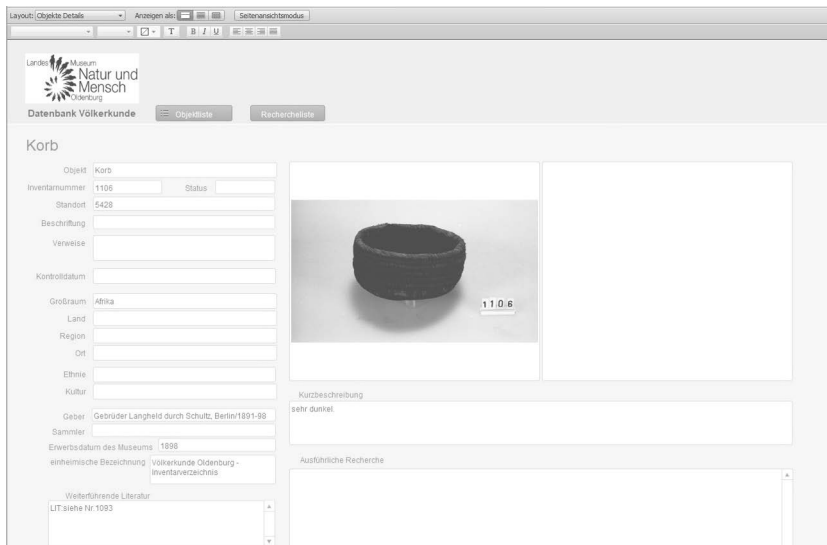 Layout: Objekte Details Anzeigen als: Seitenansichtsmodus
T B I U
Landes Museum
Natur und
Mensch
Oldenburg
Datenbank Völkerkunde Objektliste Rechercheliste
Korb
Objekt Korb
Inventarnummer 1106 Status
Standort 5428
Beschriftung
Verweise
Kontrolldatum
Großraum Afrika
Land
Region
Ort
Ethnie
Kultur
Geber Gebrüder Langheld durch Schultz, Berlin/1891-98
Sammler
Erwerbsdatum des Museums 1898
einheimische Bezeichnung Völkerkunde Oldenburg -
Inventarverzeichnis
Weiterführende Literatur
LIT:siehe Nr.1093
1106
Kurzbeschreibung
sehr dunkel.
Ausführliche Recherche